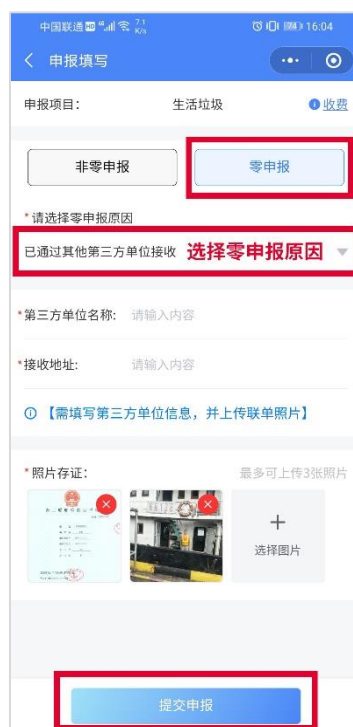 中国联通 HD 4G 7.1 K/s 16:04
申报填写
申报项目: 生活垃圾 收费
非零申报 零申报
*请选择零申报原因
已通过其他第三方单位接收 选择零申报原因
*第三方单位名称: 请输入内容
*接收地址: 请输入内容
【需填写第三方单位信息，并上传联单照片】
*照片存证: 最多可上传3张照片
选择图片
提交申报